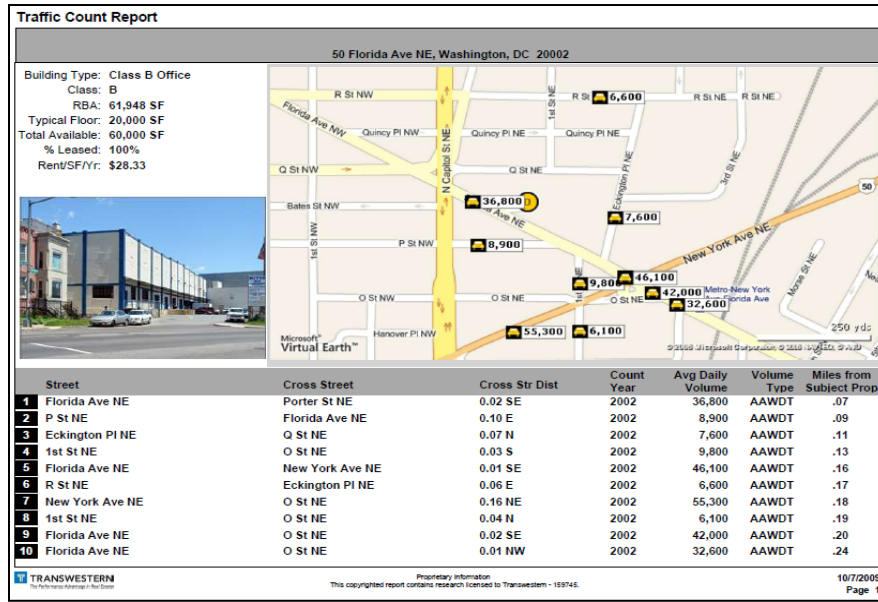 Traffic Count Report
50 Florida Ave NE, Washington, DC 20002
Building Type: Class B Office
Class: B
RBA: 61,948 SF
Typical Floor: 20,000 SF
Total Available: 60,000 SF
% Leased: 100%
Rent/SF/Yr: $28.33
R St NW
R St
6,600
R St NE
R St NE
Florida Ave NW
1st St NE
Quincy Pl NW
Quincy Pl NE
Quincy Pl NE
N Capitol St NE
Q St NW
Q St NE
Eckington Pl NE
3rd St NE
50
Bates St NW
36,800
Ave NE
7,600
1st St NW
P St NW
8,900
New York Ave NE
46,100
9,800
1st
42,000
Metro-New York
Florida Ave
O St NW
O St NE
O St NE
32,600
Morse St NE
Hanover Pl NW
55,300
6,100
250 yds
Microsoft®
Virtual Earth™
Street Cross Street Cross Str Dist Count Year Avg Daily Volume Volume Type Miles from Subject Prop
1 Florida Ave NE Porter St NE 0.02 SE 2002 36,800 AAWDT .07
2 P St NE Florida Ave NE 0.10 E 2002 8,900 AAWDT .09
3 Eckington Pl NE Q St NE 0.07 N 2002 7,600 AAWDT .11
4 1st St NE O St NE 0.03 S 2002 9,800 AAWDT .13
5 Florida Ave NE New York Ave NE 0.01 SE 2002 46,100 AAWDT .16
6 R St NE Eckington Pl NE 0.06 E 2002 6,600 AAWDT .17
7 New York Ave NE O St NE 0.16 NE 2002 55,300 AAWDT .18
8 1st St NE O St NE 0.04 N 2002 6,100 AAWDT .19
9 Florida Ave NE O St NE 0.02 SE 2002 42,000 AAWDT .20
10 Florida Ave NE O St NE 0.01 NW 2002 32,600 AAWDT .24
TRANSWESTERN
The Performance Advantage in Real Estate
Proprietary Information
This copyrighted report contains research licensed to Transwestern - 159745.
10/7/2009
Page 1